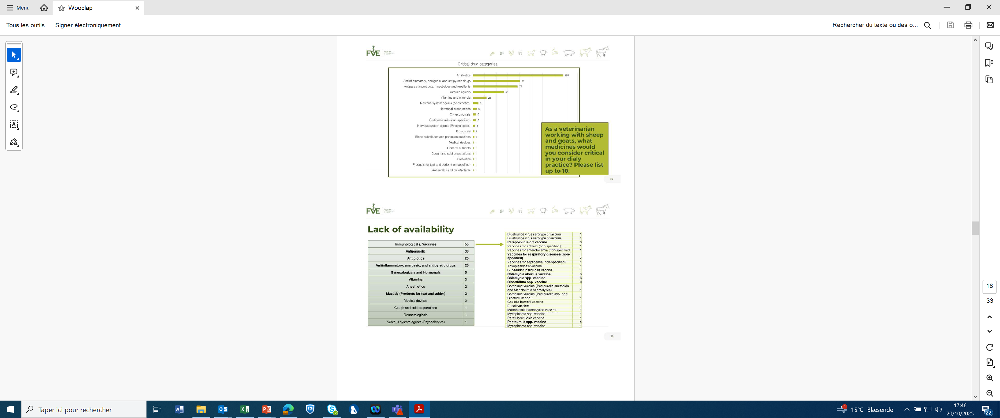 Menu
Wooclap
Tous les outils
Signer électroniquement
Rechercher du texte ou des o...
FVE
Critical drug categories
Antibiotics
Antiinflammatory, analgesic, and antipyretic drugs 81
Antiparasitic products, insecticides and repellents 77
Immunologicals 53
Vitamins and minerals 23
Nervous system agents (Anesthetics) 9
Hormonal preparations 6
Gynecologicals 5
Corticosteroids (non-specified) 5
Nervous system agents (Psycholeptics) 3
Biologicals 2
Blood substitutes and perfusion solutions 2
Medical devices 1
General nutrients 1
Cough and cold preparations 1
Probiotics 1
Products for teat and udder (non-specified) 1
Antiseptics and disinfectants 1
As a veterinarian
working with sheep
and goats, what
medicines would
you consider critical
in your dialy
practice? Please list
up to 10.
30
FVE
Lack of availability
Immunologicals, Vaccines 55
Antiparasitic 30
Antibiotics 25
Antiinflammatory, analgesic, and antipyretic drugs 20
Gynecologicals and Hormonals 5
Vitamins 3
Anesthetics 2
Mastitis (Products for teat and udder) 2
Medical devices 2
Cough and cold preparations 1
Dermatologicals 1
Nervous system agents (Psycholeptics) 1
Bluetounge virus serotype 3 vaccine 1
Bluetounge virus serotype 5 vaccine 1
Parapoxvirus orf vaccine 3
Vaccines for anthrax (non-specified) 1
Vaccines for enterotoxemia (non-specified) 1
Vaccines for respiratory diseases (non-
specified) 7
Vaccines for septicemia (non-specified) 1
Toxoplasmosis vaccine 1
C. pseudotuberculosis vaccine 1
Chlamydia abortus vaccine 3
Chlamydia spp. vaccine 3
Clostridium spp. vaccine 9
Combined vaccine (Pasteurella multocida
and Mannheimia haemolytica) 1
Combined vaccine (Pasteurella spp. and
Clostridium spp.) 1
Coxiella burnetii vaccine 1
E. coli vaccine 1
Mannheimia haemolytica vaccine 1
Mycoplasma spp. vaccine 1
Paratuberculosis vaccine 1
Pasteurella spp. vaccine 4
Mycoplasma spp. vaccine 1
31
18
33
Taper ici pour rechercher
1
15°C Blæsende
17:46
20/10/2025
22